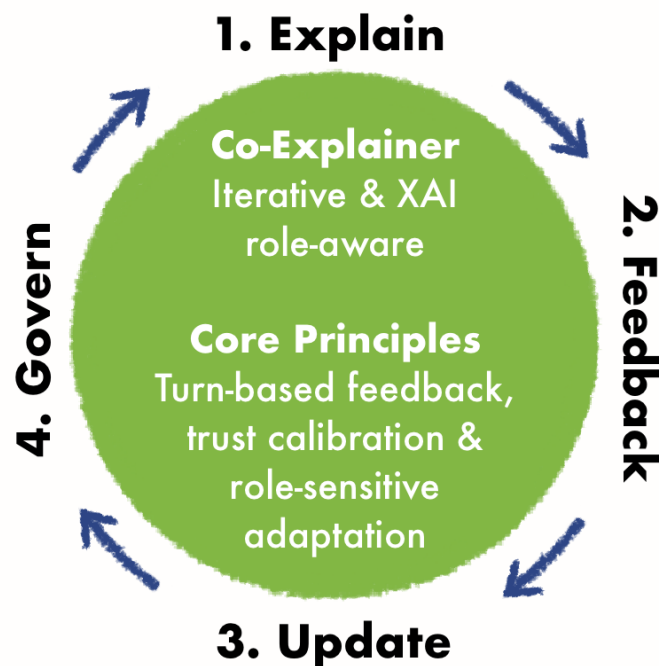 1. Explain
Co-Explainer
Iterative & XAI
role-aware
Core Principles
Turn-based feedback,
trust calibration &
role-sensitive
adaptation
2. Feedback
3. Update
4. Govern